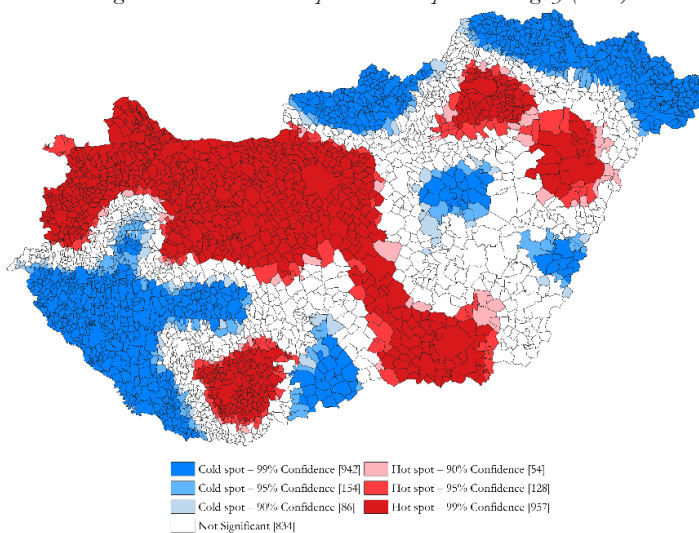 Cold spot – 99% Confidence [942]
Hot spot – 90% Confidence [54]
Cold spot – 95% Confidence [154]
Hot spot – 95% Confidence [128]
Cold spot – 90% Confidence [86]
Hot spot – 99% Confidence [957]
Not Significant [834]